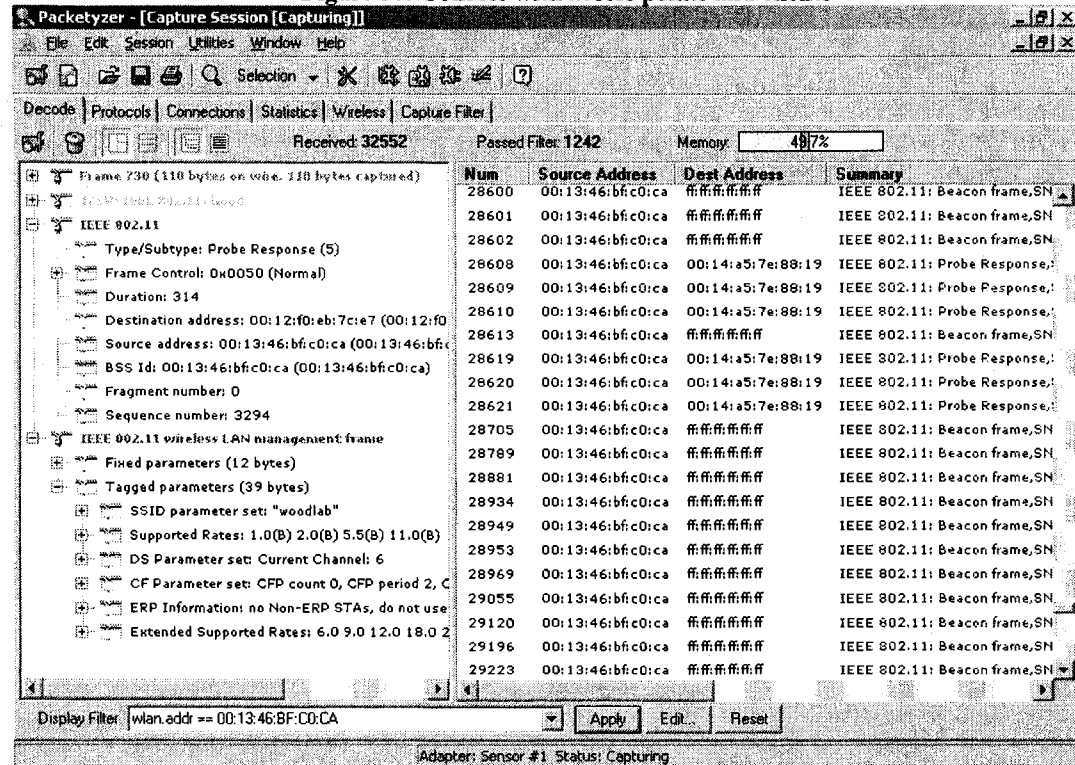 Packetyzer - [Capture Session [Capturing]]
File Edit Session Utilities Window Help
Selection
Decode Protocols Connections Statistics Wireless Capture Filter
Received: 32552 Passed Filter: 1242 Memory: 49.7%
Frame 730 (110 bytes on wire, 110 bytes captured)
IEEE 802.11
Type/Subtype: Probe Response (5)
Frame Control: 0x0050 (Normal)
Duration: 314
Destination address: 00:12:f0:eb:7c:e7 (00:12:f0
Source address: 00:13:46:bf:c0:ca (00:13:46:bf:c
BSS Id: 00:13:46:bf:c0:ca (00:13:46:bf:c0:ca)
Fragment number: 0
Sequence number: 3294
IEEE 802.11 wireless LAN management frame
Fixed parameters (12 bytes)
Tagged parameters (39 bytes)
SSID parameter set: "woodlab"
Supported Rates: 1.0(B) 2.0(B) 5.5(B) 11.0(B)
DS Parameter set: Current Channel: 6
CF Parameter set: CFP count 0, CFP period 2, C
ERP Information: no Non-ERP STAs, do not use
Extended Supported Rates: 6.0 9.0 12.0 18.0 2
Num Source Address Dest Address Summary
28600 00:13:46:bf:c0:ca ff:ff:ff:ff:ff:ff IEEE 802.11: Beacon frame,SN
28601 00:13:46:bf:c0:ca ff:ff:ff:ff:ff:ff IEEE 802.11: Beacon frame,SN
28602 00:13:46:bf:c0:ca ff:ff:ff:ff:ff:ff IEEE 802.11: Beacon frame,SN
28608 00:13:46:bf:c0:ca 00:14:a5:7e:88:19 IEEE 802.11: Probe Response,
28609 00:13:46:bf:c0:ca 00:14:a5:7e:88:19 IEEE 802.11: Probe Response,
28610 00:13:46:bf:c0:ca 00:14:a5:7e:88:19 IEEE 802.11: Probe Response,
28613 00:13:46:bf:c0:ca ff:ff:ff:ff:ff:ff IEEE 802.11: Beacon frame,SN
28619 00:13:46:bf:c0:ca 00:14:a5:7e:88:19 IEEE 802.11: Probe Response,
28620 00:13:46:bf:c0:ca 00:14:a5:7e:88:19 IEEE 802.11: Probe Response,
28621 00:13:46:bf:c0:ca 00:14:a5:7e:88:19 IEEE 802.11: Probe Response,
28705 00:13:46:bf:c0:ca ff:ff:ff:ff:ff:ff IEEE 802.11: Beacon frame,SN
28789 00:13:46:bf:c0:ca ff:ff:ff:ff:ff:ff IEEE 802.11: Beacon frame,SN
28881 00:13:46:bf:c0:ca ff:ff:ff:ff:ff:ff IEEE 802.11: Beacon frame,SN
28934 00:13:46:bf:c0:ca ff:ff:ff:ff:ff:ff IEEE 802.11: Beacon frame,SN
28949 00:13:46:bf:c0:ca ff:ff:ff:ff:ff:ff IEEE 802.11: Beacon frame,SN
28953 00:13:46:bf:c0:ca ff:ff:ff:ff:ff:ff IEEE 802.11: Beacon frame,SN
28969 00:13:46:bf:c0:ca ff:ff:ff:ff:ff:ff IEEE 802.11: Beacon frame,SN
29055 00:13:46:bf:c0:ca ff:ff:ff:ff:ff:ff IEEE 802.11: Beacon frame,SN
29120 00:13:46:bf:c0:ca ff:ff:ff:ff:ff:ff IEEE 802.11: Beacon frame,SN
29196 00:13:46:bf:c0:ca ff:ff:ff:ff:ff:ff IEEE 802.11: Beacon frame,SN
29223 00:13:46:bf:c0:ca ff:ff:ff:ff:ff:ff IEEE 802.11: Beacon frame,SN
Display Filter wlan.addr == 00:13:46:BF:C0:CA Apply Edit... Reset
Adapter: Sensor #1 Status: Capturing